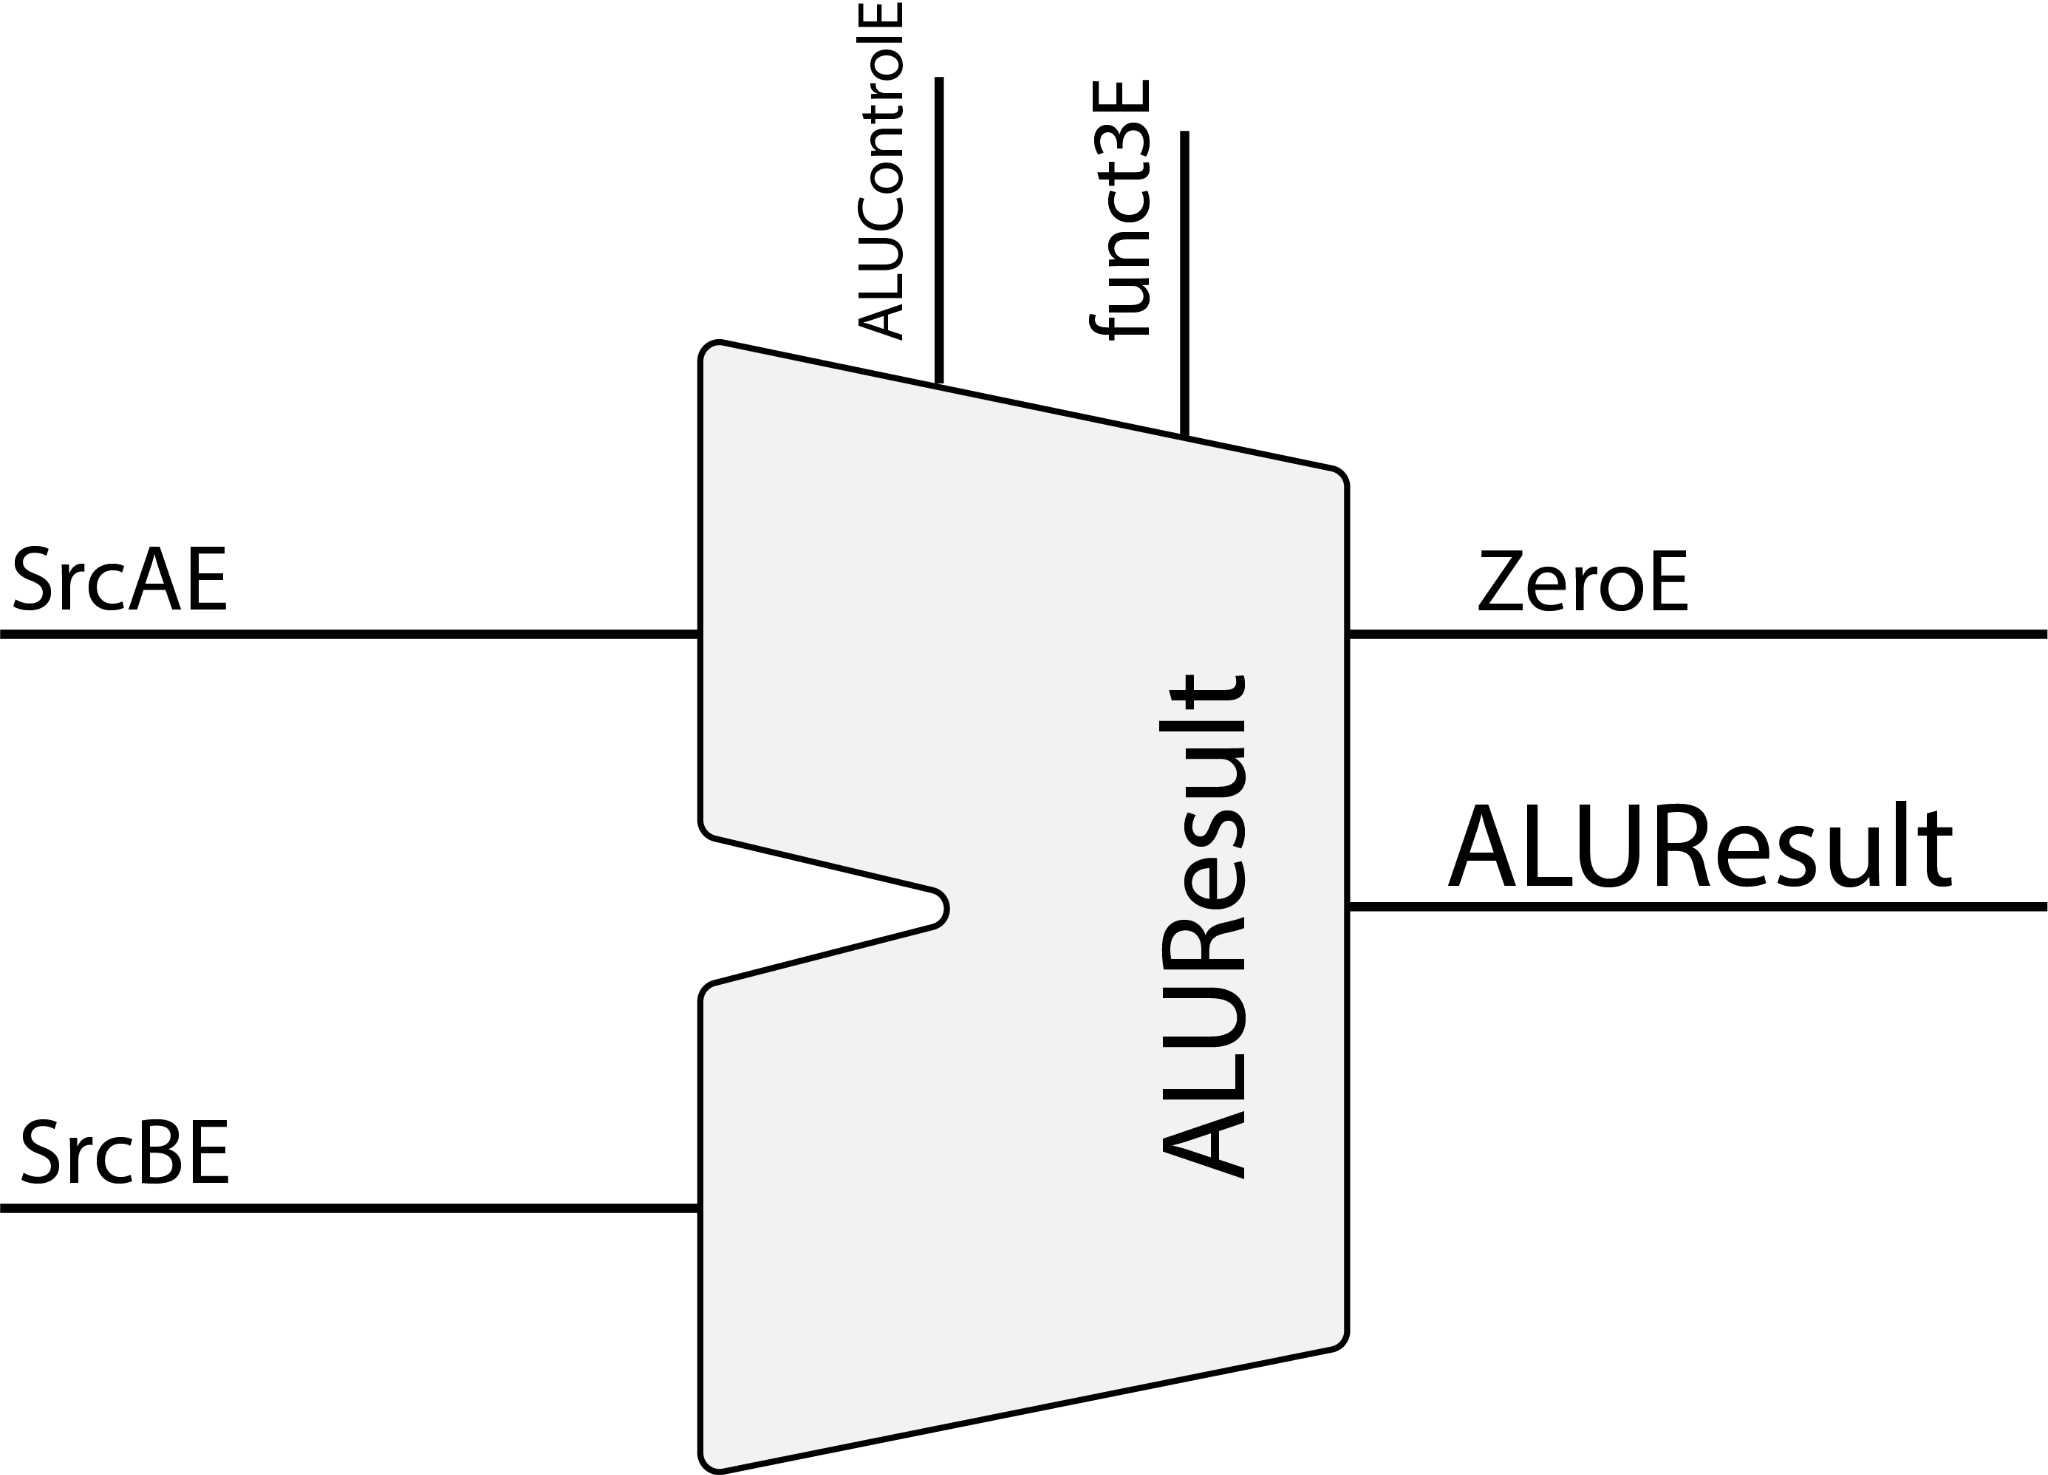 ALUControlE
funct3E
SrcAE
ZeroE
ALUResult
ALUResult
SrcBE